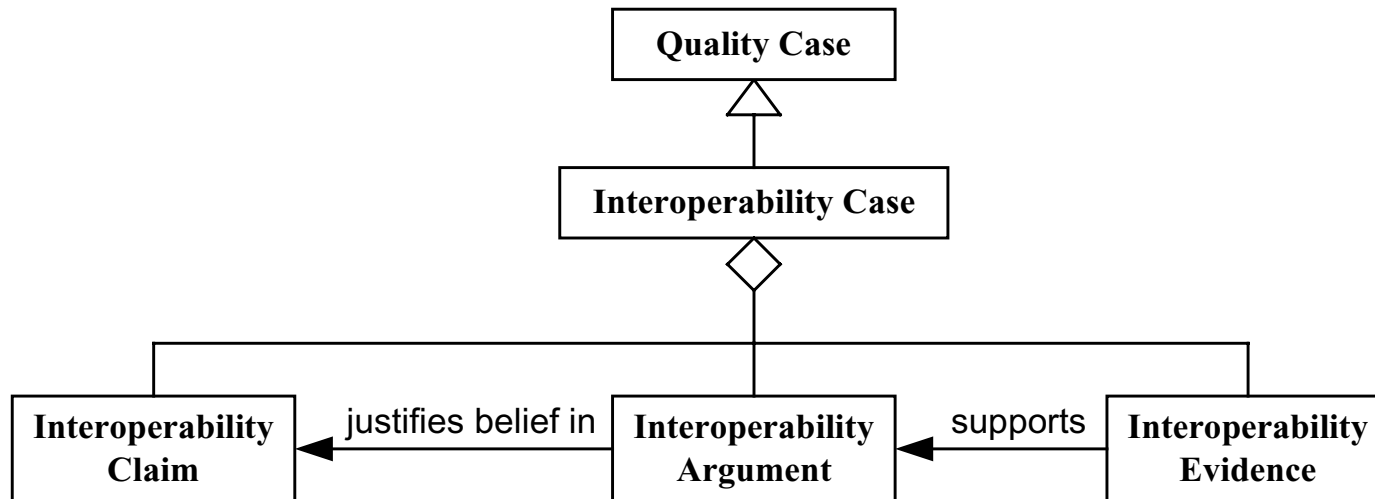 Quality Case
Interoperability Case
Interoperability
Claim
justifies belief in
Interoperability
Argument
supports
Interoperability
Evidence